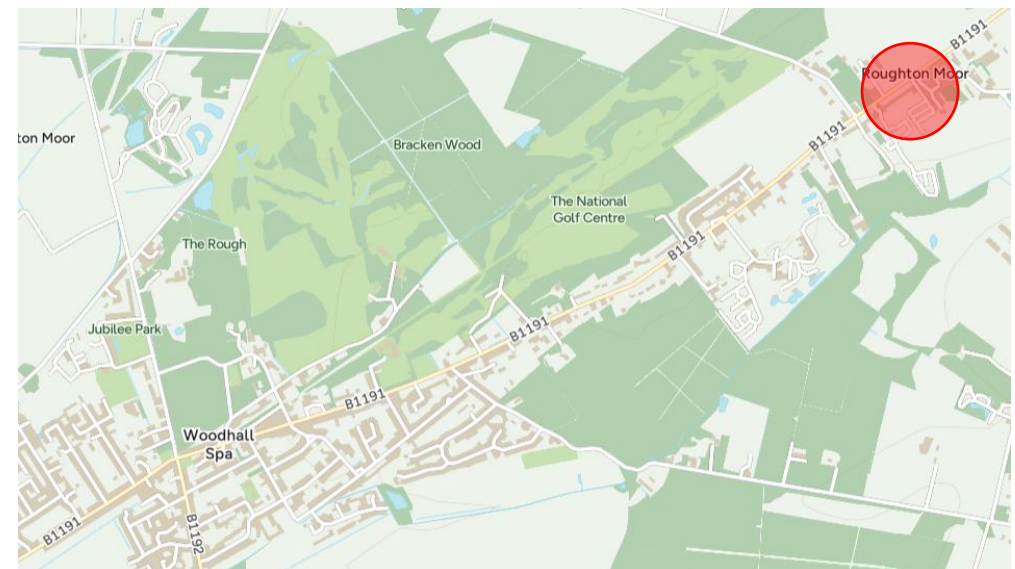 B1191
Roughton Moor
ton Moor
Bracken Wood
B1191
The National
Golf Centre
The Rough
B1191
Jubilee Park
B1191
B1191
Woodhall
Spa
B1191
B1192